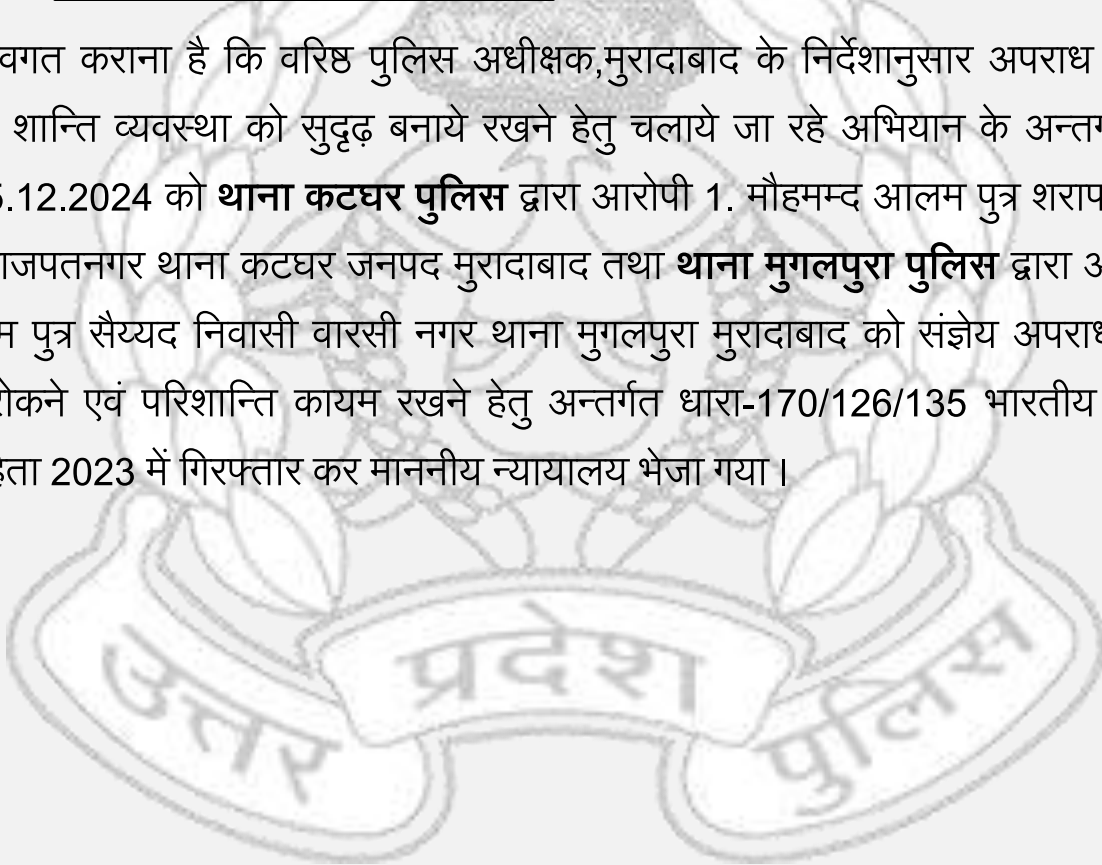 वगत कराना है कि वरिष्ठ पुलिस अधीक्षक,मुरादाबाद के निर्देशानुसार अपराध
शान्ति व्यवस्था को सुदृढ़ बनाये रखने हेतु चलाये जा रहे अभियान के अन्तर्ग
.12.2024 को थाना कटघर पुलिस द्वारा आरोपी 1. मौहमम्द आलम पुत्र शराफ
ाजपतनगर थाना कटघर जनपद मुरादाबाद तथा थाना मुगलपुरा पुलिस द्वारा अ
म पुत्र सैय्यद निवासी वारसी नगर थाना मुगलपुरा मुरादाबाद को संज्ञेय अपराध
रोकने एवं परिशान्ति कायम रखने हेतु अन्तर्गत धारा-170/126/135 भारतीय
हिता 2023 में गिरफ्तार कर माननीय न्यायालय भेजा गया।
उत्तर प्रदेश पुलिस